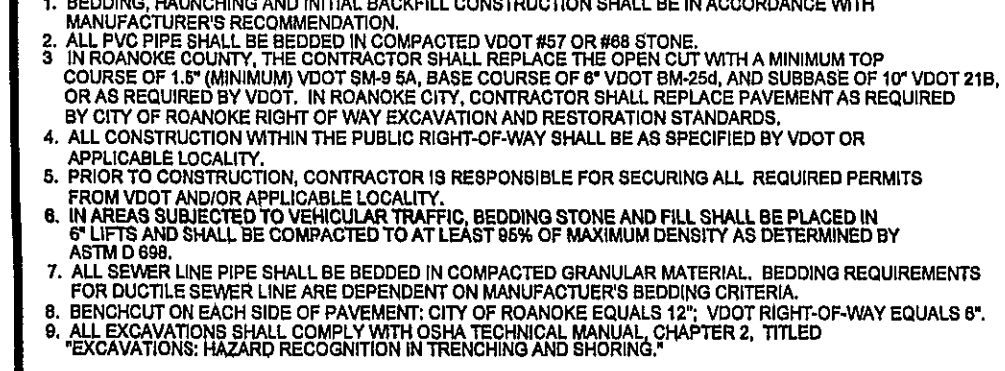 1. BEDDING, HAUNCHING AND INITIAL BACKFILL CONSTRUCTION SHALL BE IN ACCORDANCE WITH
MANUFACTURER'S RECOMMENDATION.
2. ALL PVC PIPE SHALL BE BEDDED IN COMPACTED VDOT #57 OR #68 STONE.
3 IN ROANOKE COUNTY, THE CONTRACTOR SHALL REPLACE THE OPEN CUT WITH A MINIMUM TOP
COURSE OF 1.5" (MINIMUM) VDOT SM-9 5A, BASE COURSE OF 6" VDOT BM-25d, AND SUBBASE OF 10" VDOT 21B,
OR AS REQUIRED BY VDOT. IN ROANOKE CITY, CONTRACTOR SHALL REPLACE PAVEMENT AS REQUIRED
BY CITY OF ROANOKE RIGHT OF WAY EXCAVATION AND RESTORATION STANDARDS.
4. ALL CONSTRUCTION WITHIN THE PUBLIC RIGHT-OF-WAY SHALL BE AS SPECIFIED BY VDOT OR
APPLICABLE LOCALITY.
5. PRIOR TO CONSTRUCTION, CONTRACTOR IS RESPONSIBLE FOR SECURING ALL REQUIRED PERMITS
FROM VDOT AND/OR APPLICABLE LOCALITY.
6. IN AREAS SUBJECTED TO VEHICULAR TRAFFIC, BEDDING STONE AND FILL SHALL BE PLACED IN
6" LIFTS AND SHALL BE COMPACTED TO AT LEAST 95% OF MAXIMUM DENSITY AS DETERMINED BY
ASTM D 698.
7. ALL SEWER LINE PIPE SHALL BE BEDDED IN COMPACTED GRANULAR MATERIAL. BEDDING REQUIREMENTS
FOR DUCTILE SEWER LINE ARE DEPENDENT ON MANUFACTUER'S BEDDING CRITERIA.
8. BENCHCUT ON EACH SIDE OF PAVEMENT: CITY OF ROANOKE EQUALS 12"; VDOT RIGHT-OF-WAY EQUALS 6".
9. ALL EXCAVATIONS SHALL COMPLY WITH OSHA TECHNICAL MANUAL, CHAPTER 2, TITLED
"EXCAVATIONS: HAZARD RECOGNITION IN TRENCHING AND SHORING."